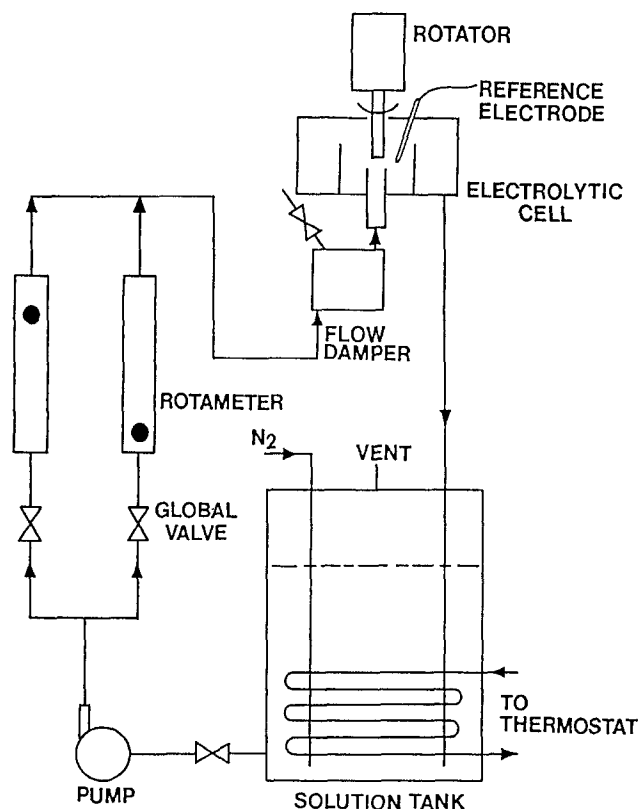 ROTATOR
REFERENCE
ELECTRODE
ELECTROLYTIC
CELL
FLOW
DAMPER
ROTAMETER
N2
VENT
GLOBAL
VALVE
TO
THERMOSTAT
PUMP
SOLUTION TANK